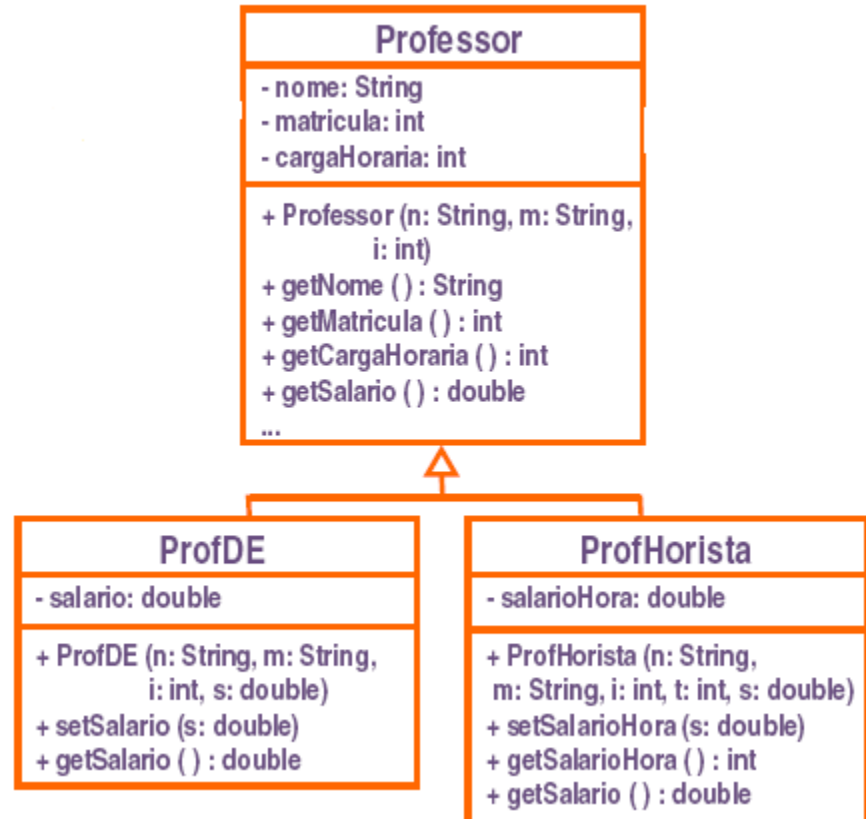 Professor
- nome: String
- matricula: int
- cargaHoraria: int
+ Professor (n: String, m: String,
i: int)
+ getNome ( ) : String
+ getMatricula ( ) : int
+ getCargaHoraria ( ) : int
+ getSalario ( ) : double
...
ProfDE
- salario: double
+ ProfDE (n: String, m: String,
i: int, s: double)
+ setSalario (s: double)
+ getSalario ( ) : double
ProfHorista
- salarioHora: double
+ ProfHorista (n: String,
m: String, i: int, t: int, s: double)
+ setSalarioHora (s: double)
+ getSalarioHora ( ) : int
+ getSalario ( ) : double